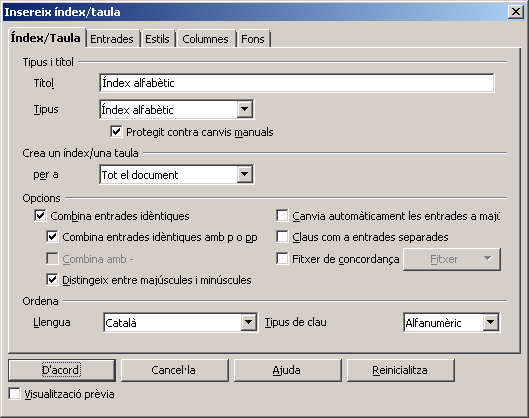 Insereix índex/taula
Índex/Taula Entrades Estils Columnes Fons
Tipus i títol
Títol Índex alfabètic
Tipus Índex alfabètic
Protegit contra canvis manuals
Crea un índex/una taula
per a Tot el document
Opcions
Combina entrades idèntiques Canvia automàticament les entrades a majú
Combina entrades idèntiques amb p o pp Claus com a entrades separades
Combina amb - Fitxer de concordança Fitxer
Distingeix entre majúscules i minúscules
Ordena
Llengua Català Tipus de clau Alfanumèric
D'acord Cancel·la Ajuda Reinicialitza
Visualització prèvia